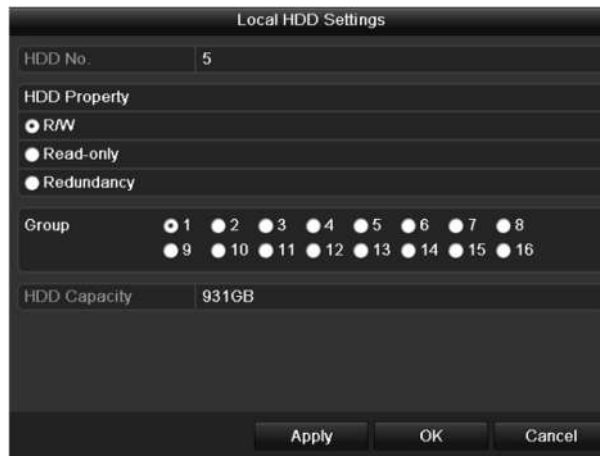 Local HDD Settings
HDD No. 5
HDD Property
R/W
Read-only
Redundancy
Group 1 2 3 4 5 6 7 8
9 10 11 12 13 14 15 16
HDD Capacity 931GB
Apply OK Cancel